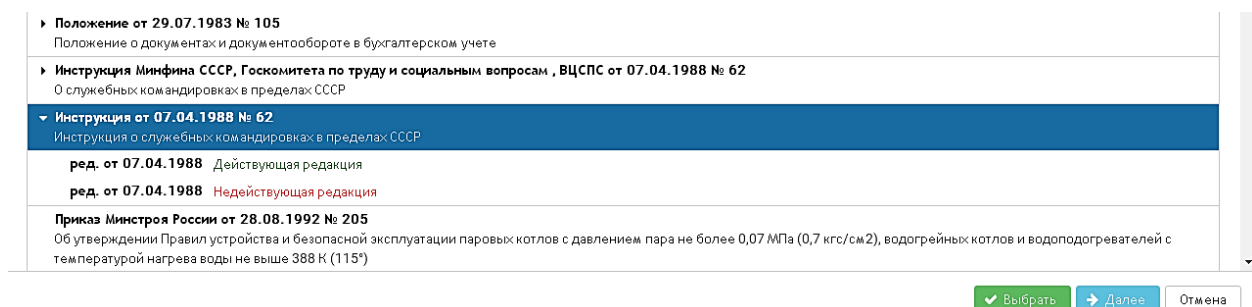 Положение от 29.07.1983 № 105
Положение о документах и документообороте в бухгалтерском учете
Инструкция Минфина СССР, Госкомитета по труду и социальным вопросам , ВЦСПС от 07.04.1988 № 62
О служебных командировках в пределах СССР
Инструкция от 07.04.1988 № 62
Инструкция о служебных командировках в пределах СССР
ред. от 07.04.1988 Действующая редакция
ред. от 07.04.1988 Недействующая редакция
Приказ Минстроя России от 28.08.1992 № 205
Об утверждении Правил устройства и безопасной эксплуатации паровых котлов с давлением пара не более 0,07 МПа (0,7 кгс/см2), водогрейных котлов и водоподогревателей с
температурой нагрева воды не выше 388 К (115°)
Выбрать Далее Отмена